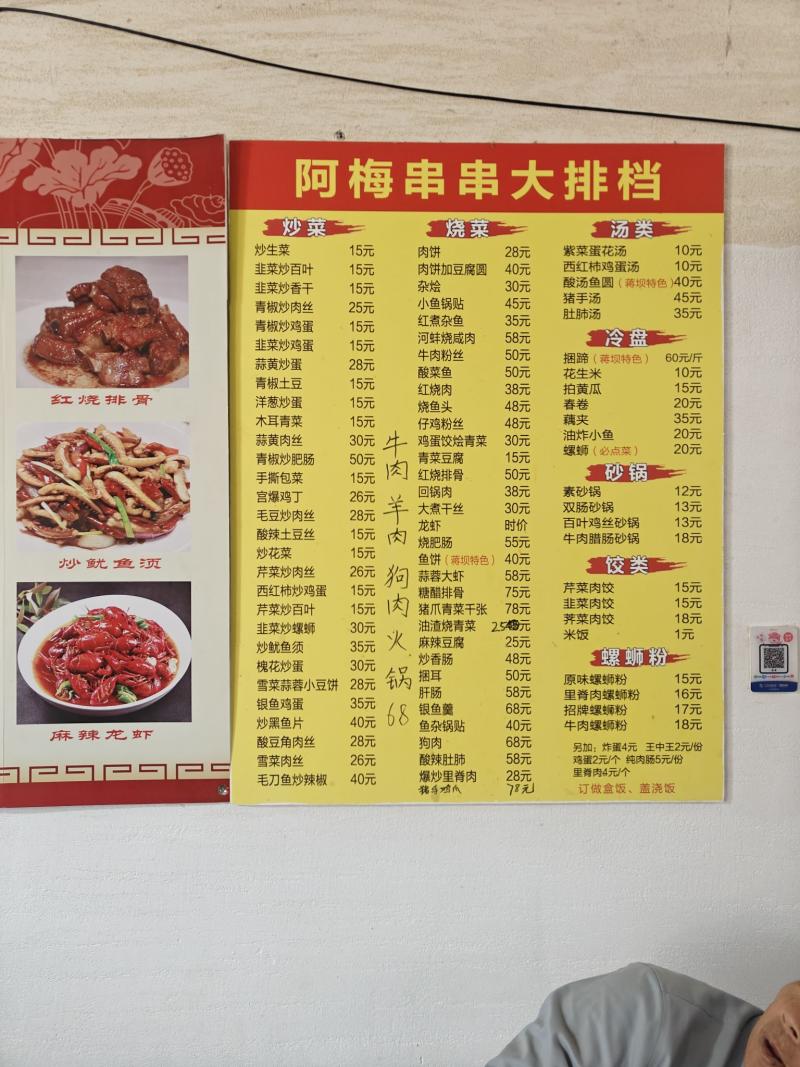 红烧排骨
炒鱿鱼须
麻辣龙虾
阿梅串串大排档
炒菜
炒生菜 15元
韭菜炒百叶 15元
韭菜炒香干 15元
青椒炒肉丝 25元
青椒炒鸡蛋 15元
韭菜炒鸡蛋 15元
蒜黄炒蛋 28元
青椒土豆 15元
洋葱炒蛋 15元
木耳青菜 15元
蒜黄肉丝 30元
青椒炒肥肠 50元
手撕包菜 15元
宫爆鸡丁 26元
毛豆炒肉丝 28元
酸辣土豆丝 15元
炒花菜 15元
芹菜炒肉丝 26元
西红柿炒鸡蛋 15元
芹菜炒百叶 15元
韭菜炒螺蛳 30元
炒鱿鱼须 35元
槐花炒蛋 30元
雪菜蒜蓉小豆饼 28元
银鱼鸡蛋 35元
炒黑鱼片 40元
酸豆角肉丝 28元
雪菜肉丝 26元
毛刀鱼炒辣椒 40元
牛肉羊肉狗肉火锅68
烧菜
肉饼 28元
肉饼加豆腐圆 40元
杂烩 30元
小鱼锅贴 45元
红煮杂鱼 35元
河蚌烧咸肉 58元
牛肉粉丝 50元
酸菜鱼 50元
红烧肉 38元
烧鱼头 48元
仔鸡粉丝 48元
鸡蛋饺烩青菜 30元
青菜豆腐 15元
红烧排骨 50元
回锅肉 38元
大煮干丝 30元
龙虾 时价
烧肥肠 55元
鱼饼（蒋坝特色） 40元
蒜蓉大虾 58元
糖醋排骨 75元
猪爪青菜千张 78元
油渣烧青菜 25元
麻辣豆腐 25元
炒香肠 48元
捆耳 50元
肝肠 58元
银鱼羹 68元
鱼杂锅贴 40元
狗肉 68元
酸辣肚肺 58元
爆炒里脊肉 28元
78元
汤类
紫菜蛋花汤 10元
西红柿鸡蛋汤 10元
酸汤鱼圆（蒋坝特色） 40元
猪手汤 45元
肚肺汤 35元
冷盘
捆蹄（蒋坝特色） 60元/斤
花生米 10元
拍黄瓜 15元
春卷 20元
藕夹 35元
油炸小鱼 20元
螺蛳（必点菜） 20元
砂锅
素砂锅 12元
双肠砂锅 13元
百叶鸡丝砂锅 13元
牛肉腊肠砂锅 18元
饺类
芹菜肉饺 15元
韭菜肉饺 15元
荠菜肉饺 18元
米饭 1元
螺蛳粉
原味螺蛳粉 15元
里脊肉螺蛳粉 16元
招牌螺蛳粉 17元
牛肉螺蛳粉 18元
另加：炸蛋4元 王中王2元/份
鸡蛋2元/个 纯肉肠5元/份
里脊肉4元/个
订做盒饭、盖浇饭